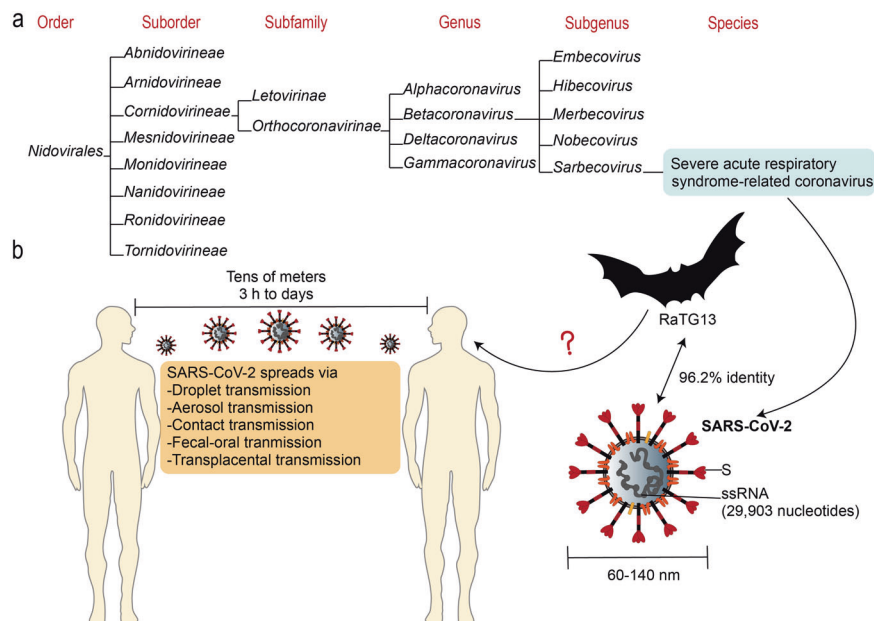 a
Order
Suborder
Subfamily
Genus
Subgenus
Species
Nidovirales
Abnidovirineae
Arnidovirineae
Cornidovirineae
Mesnidovirineae
Monidovirineae
Nanidovirineae
Ronidovirineae
Tornidovirineae
Letovirinae
Orthocoronavirinae
Alphacoronavirus
Betacoronavirus
Deltacoronavirus
Gammacoronavirus
Embecovirus
Hibecovirus
Merbecovirus
Nobecovirus
Sarbecovirus
Severe acute respiratory
syndrome-related coronavirus
b
Tens of meters
3 h to days
SARS-CoV-2 spreads via
-Droplet transmission
-Aerosol transmission
-Contact transmission
-Fecal-oral tranmission
-Transplacental transmission
?
RaTG13
96.2% identity
SARS-CoV-2
S
ssRNA
(29,903 nucleotides)
60-140 nm